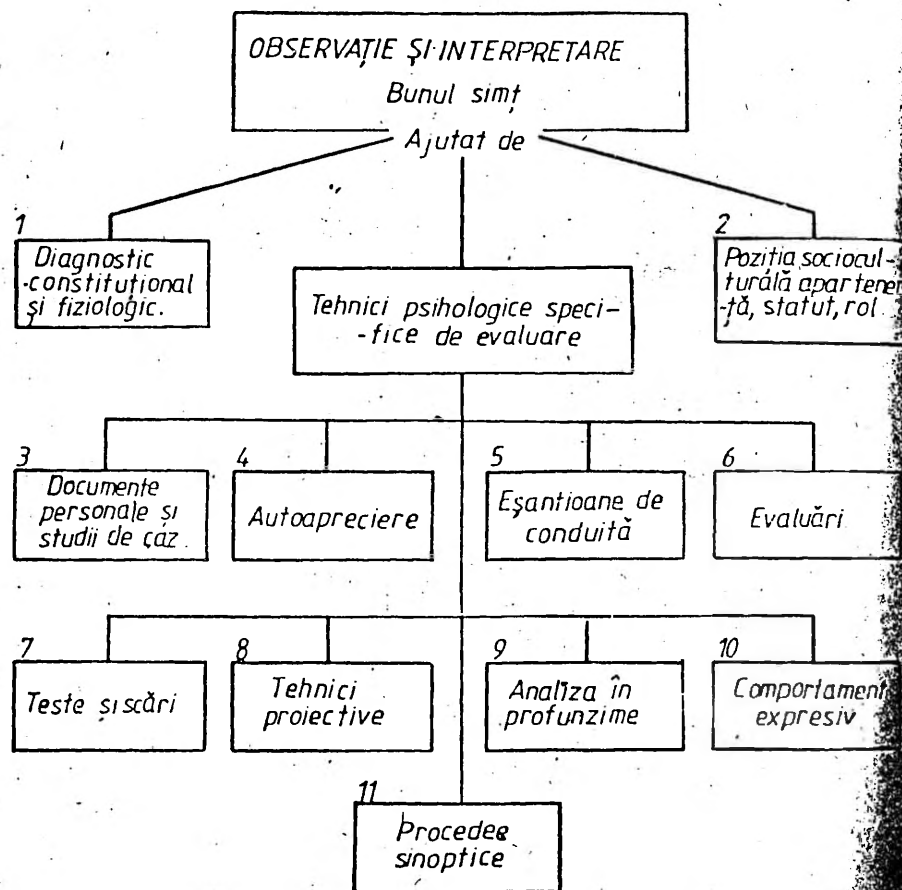 OBSERVAȚIE ȘI INTERPRETARE
Bunul simț
Ajutat de
1
Diagnostic
constituțional
și fiziologic.
2
Poziția sociocul-
turală aparten
-ță, statut, rol
Tehnici psihologice speci-
-fice de evaluare
3
Documente
personale și
studii de caz
4
Autoapreciere
5
Eșantioane de
conduită
6
Evaluări
7
Teste și scări
8
Tehnici
proiective
9
Analiza în
profunzime
10
Comportament
expresiv
11
Procedee
sinoptice